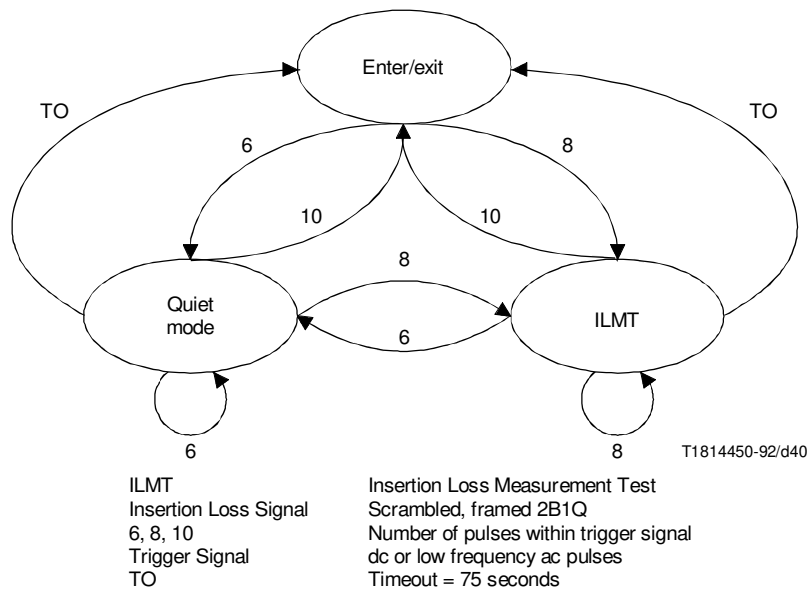 Enter/exit
TO
TO
6
8
10
10
8
Quiet
mode
ILMT
6
6
8
T1814450-92/d40
ILMT Insertion Loss Measurement Test
Insertion Loss Signal Scrambled, framed 2B1Q
6, 8, 10 Number of pulses within trigger signal
Trigger Signal dc or low frequency ac pulses
TO Timeout = 75 seconds